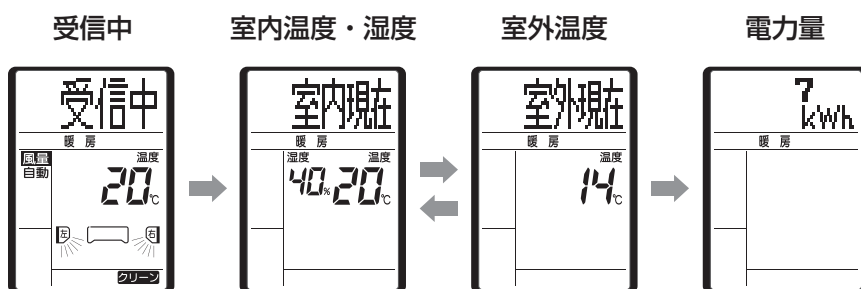 受信中
室内温度・湿度
室外温度
電力量
受信中
暖房
風量
自動
温度
20℃
左
右
クリーン
室内現在
暖房
湿度
温度
40% 20℃
室外現在
暖房
温度
14℃
7
kWh
暖房